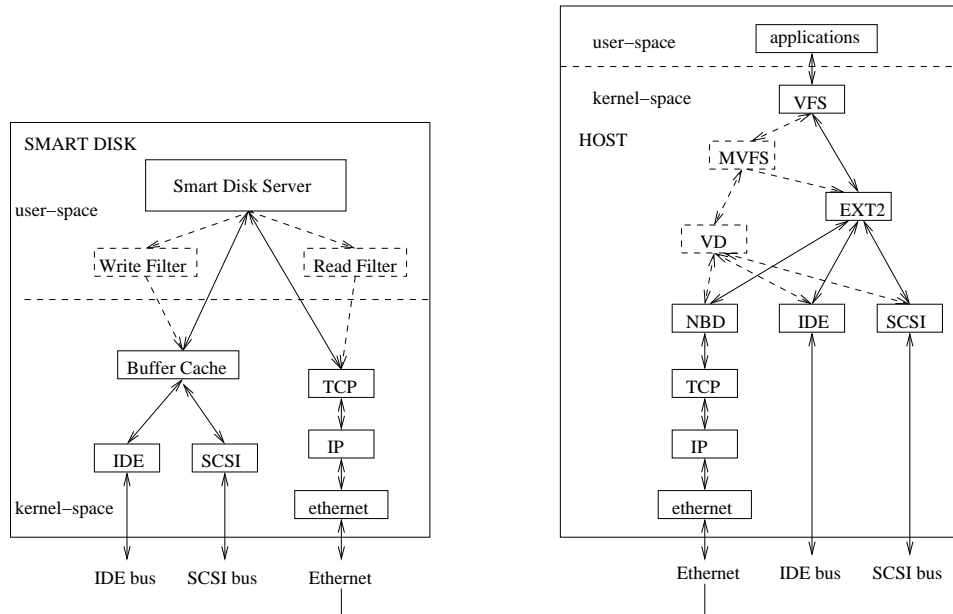 SMART DISK
Smart Disk Server
user−space
Write Filter
Read Filter
Buffer Cache
TCP
IDE
SCSI
IP
kernel−space
ethernet
IDE bus
SCSI bus
Ethernet
user−space
applications
kernel−space
VFS
HOST
MVFS
EXT2
VD
NBD
IDE
SCSI
TCP
IP
ethernet
Ethernet
IDE bus
SCSI bus